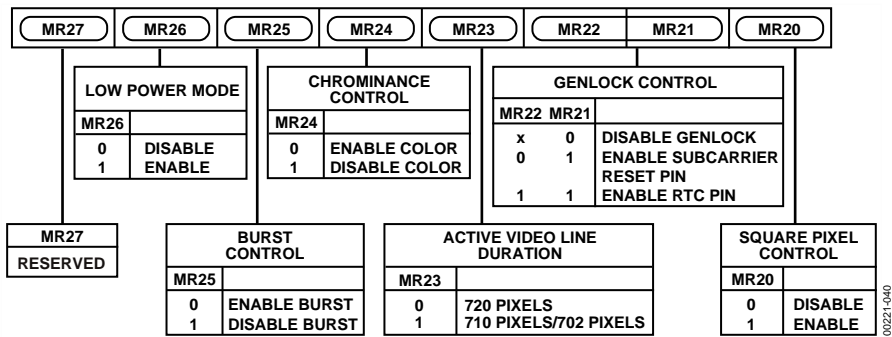 MR27 MR26 MR25 MR24 MR23 MR22 MR21 MR20
LOW POWER MODE
MR26
0 DISABLE
1 ENABLE
CHROMINANCE
CONTROL
MR24
0 ENABLE COLOR
1 DISABLE COLOR
GENLOCK CONTROL
MR22 MR21
x 0 DISABLE GENLOCK
0 1 ENABLE SUBCARRIER
RESET PIN
1 1 ENABLE RTC PIN
MR27
RESERVED
BURST
CONTROL
MR25
0 ENABLE BURST
1 DISABLE BURST
ACTIVE VIDEO LINE
DURATION
MR23
0 720 PIXELS
1 710 PIXELS/702 PIXELS
SQUARE PIXEL
CONTROL
MR20
0 DISABLE
1 ENABLE
00221-040